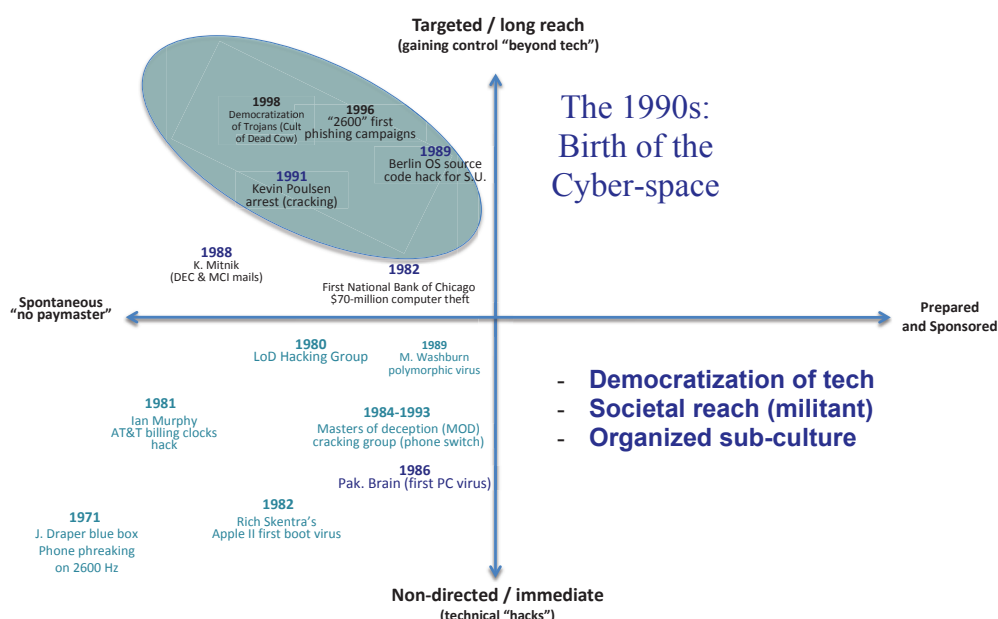 Targeted / long reach
(gaining control “beyond tech”)
The 1990s:
Birth of the
Cyber-space
1998
Democratization
of Trojans (Cult
of Dead Cow)
1996
“2600” first
phishing campaigns
1989
Berlin OS source
code hack for S.U.
1991
Kevin Poulsen
arrest (cracking)
1988
K. Mitnik
(DEC & MCI mails)
1982
First National Bank of Chicago
$70-million computer theft
Spontaneous
“no paymaster”
Prepared
and Sponsored
1980
LoD Hacking Group
1989
M. Washburn
polymorphic virus
1981
Ian Murphy
AT&T billing clocks
hack
1984-1993
Masters of deception (MOD)
cracking group (phone switch)
- Democratization of tech
- Societal reach (militant)
- Organized sub-culture
1986
Pak. Brain (first PC virus)
1982
Rich Skentra’s
Apple II first boot virus
1971
J. Draper blue box
Phone phreaking
on 2600 Hz
Non-directed / immediate
(technical “hacks”)